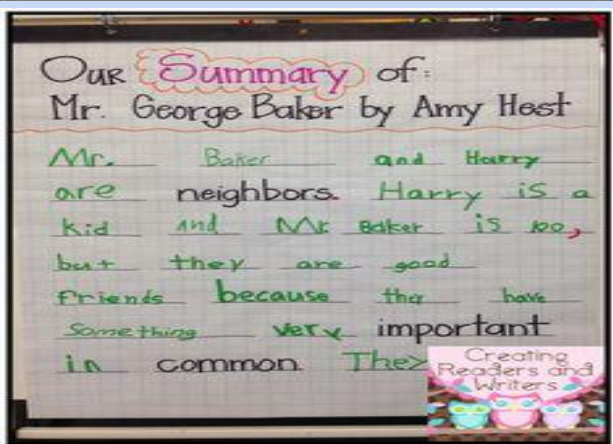 Our Summary of:
Mr. George Baker by Amy Hest
Mr. Baker and Harry
are neighbors. Harry is a
kid and Mr. Baker is 100,
but they are good
friends because they have
something very important
in common. They
Creating
Readers and
Writers